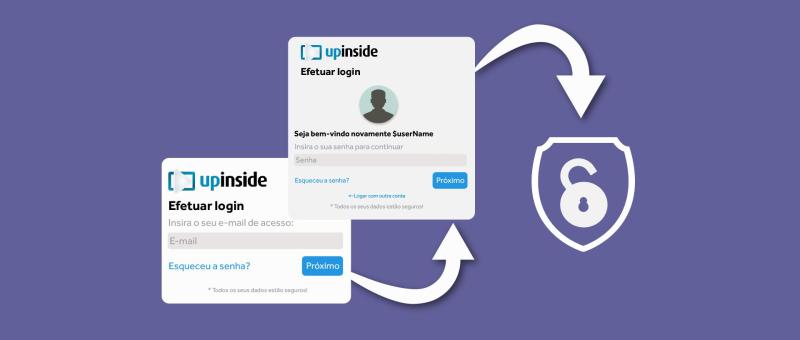 upinside
Efetuar login
Seja bem-vindo novamente $userName
Insira o sua senha para continuar
Senha
Esqueceu a senha?
Próximo
<-Logar com outra conta
* Todos os seus dados estão seguros!
upinside
Efetuar login
Insira o seu e-mail de acesso:
E-mail
Esqueceu a senha?
Próximo
* Todos os seus dados estão seguros!